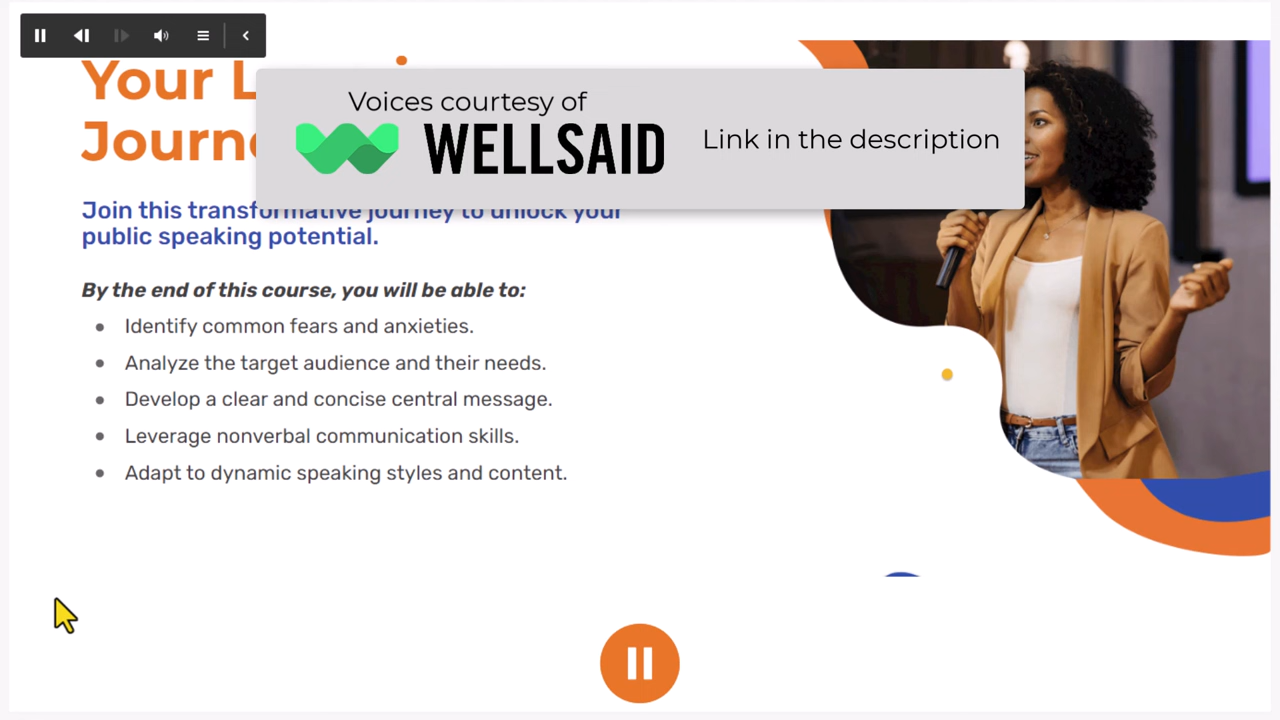 Your L
Journe
Voices courtesy of
WELLSAID
Link in the description
Join this transformative journey to unlock your
public speaking potential.
By the end of this course, you will be able to:
Identify common fears and anxieties.
Analyze the target audience and their needs.
Develop a clear and concise central message.
Leverage nonverbal communication skills.
Adapt to dynamic speaking styles and content.